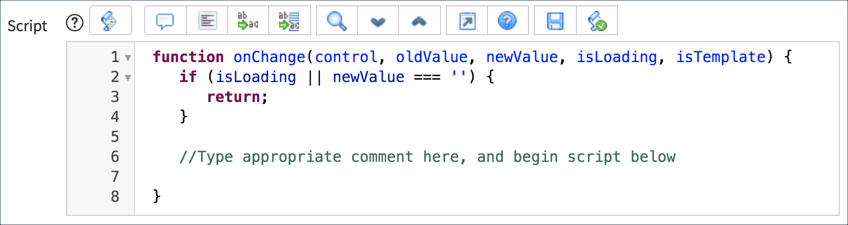 Script
1 function onChange(control, oldValue, newValue, isLoading, isTemplate) {
2 if (isLoading || newValue === '') {
3 return;
4 }
5
6 //Type appropriate comment here, and begin script below
7
8 }